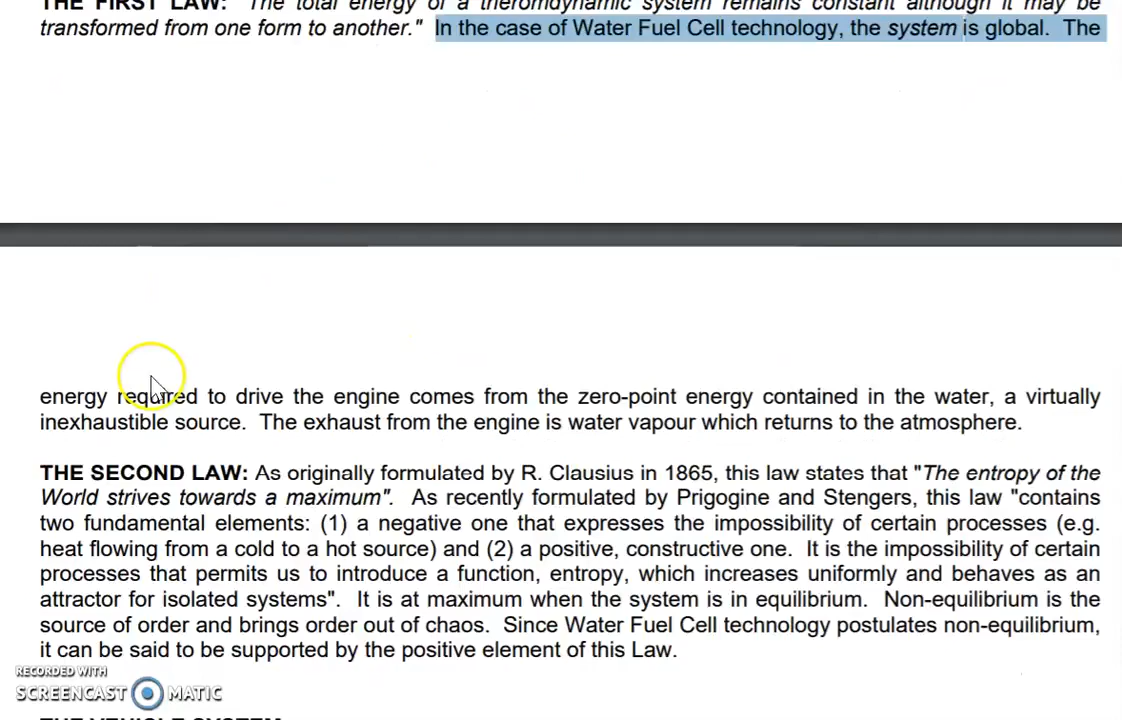 THE FIRST LAW: "The total energy of a theromdynamic system remains constant although it may be
transformed from one form to another." In the case of Water Fuel Cell technology, the system is global. The
energy required to drive the engine comes from the zero-point energy contained in the water, a virtually
inexhaustible source. The exhaust from the engine is water vapour which returns to the atmosphere.
THE SECOND LAW: As originally formulated by R. Clausius in 1865, this law states that "The entropy of the
World strives towards a maximum". As recently formulated by Prigogine and Stengers, this law "contains
two fundamental elements: (1) a negative one that expresses the impossibility of certain processes (e.g.
heat flowing from a cold to a hot source) and (2) a positive, constructive one. It is the impossibility of certain
processes that permits us to introduce a function, entropy, which increases uniformly and behaves as an
attractor for isolated systems". It is at maximum when the system is in equilibrium. Non-equilibrium is the
source of order and brings order out of chaos. Since Water Fuel Cell technology postulates non-equilibrium,
it can be said to be supported by the positive element of this Law.
RECORDED WITH
SCREENCAST MATIC
THE VEHICLE SYSTEM